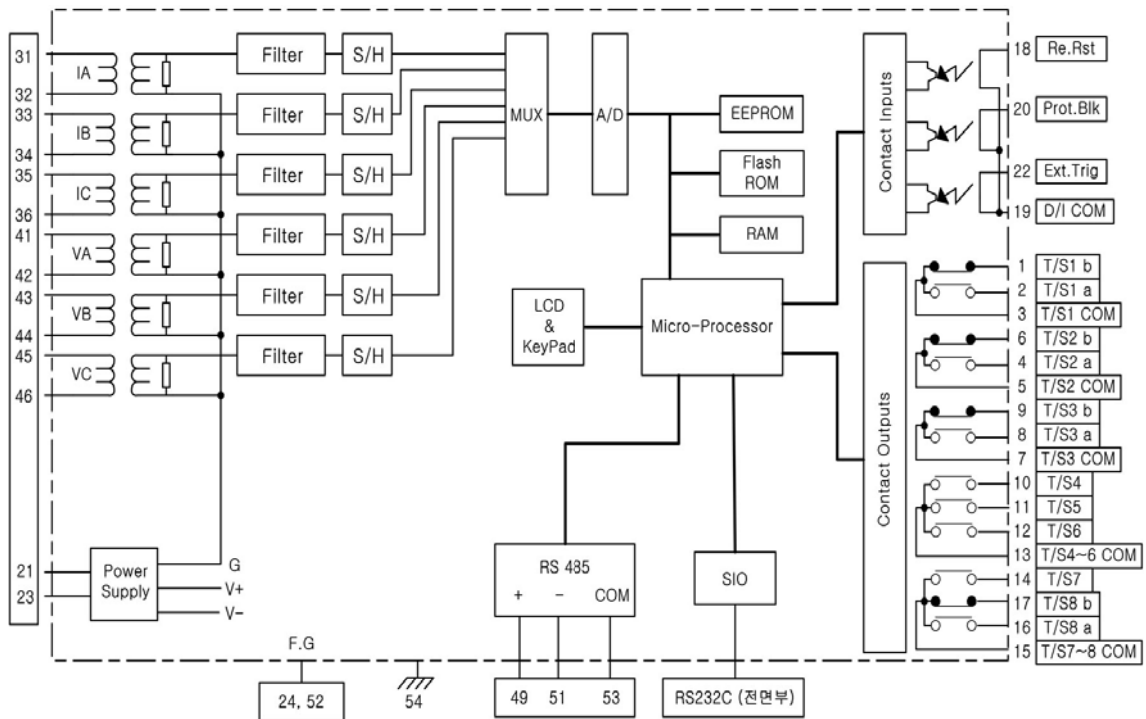 31
IA
32
33
IB
34
35
IC
36
41
VA
42
43
VB
44
45
VC
46
21
23
Power
Supply
G
V+
V-
Filter
S/H
Filter
S/H
Filter
S/H
Filter
S/H
Filter
S/H
Filter
S/H
MUX
A/D
EEPROM
Flash
ROM
RAM
LCD
&
KeyPad
Micro-Processor
RS 485
+ - COM
SIO
F.G
24, 52
54
49 51 53
RS232C (전면부)
Contact Inputs
18 Re.Rst
20 Prot.Blk
22 Ext.Trig
19 D/I COM
Contact Outputs
1 T/S1 b
2 T/S1 a
3 T/S1 COM
6 T/S2 b
4 T/S2 a
5 T/S2 COM
9 T/S3 b
8 T/S3 a
7 T/S3 COM
10 T/S4
11 T/S5
12 T/S6
13 T/S4~6 COM
14 T/S7
17 T/S8 b
16 T/S8 a
15 T/S7~8 COM